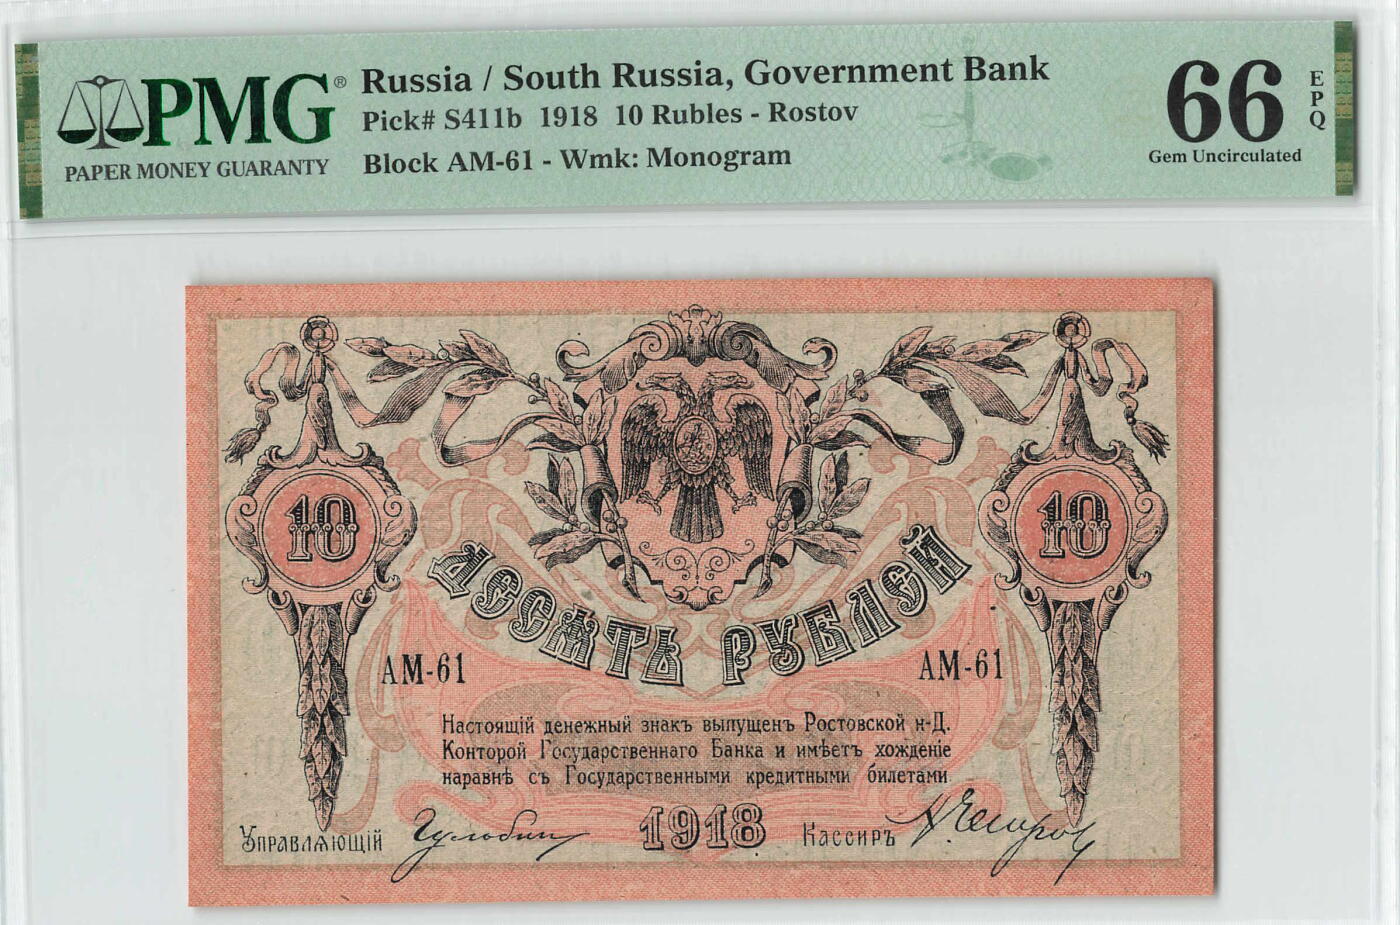 PMG®
PAPER MONEY GUARANTY
Russia / South Russia, Government Bank
Pick# S411b 1918 10 Rubles - Rostov
Block AM-61 - Wmk: Monogram
66
EPQ
Gem Uncirculated
10
10
ДЕСЯТЬ РУБЛЕЙ
АМ-61
АМ-61
Настоящій денежный знакъ выпущенъ Ростовской н-Д.
Конторой Государственнаго Банка и имѣетъ хожденіе
наравнѣ съ Государственными кредитными билетами
Управляющій
1918
Кассиръ